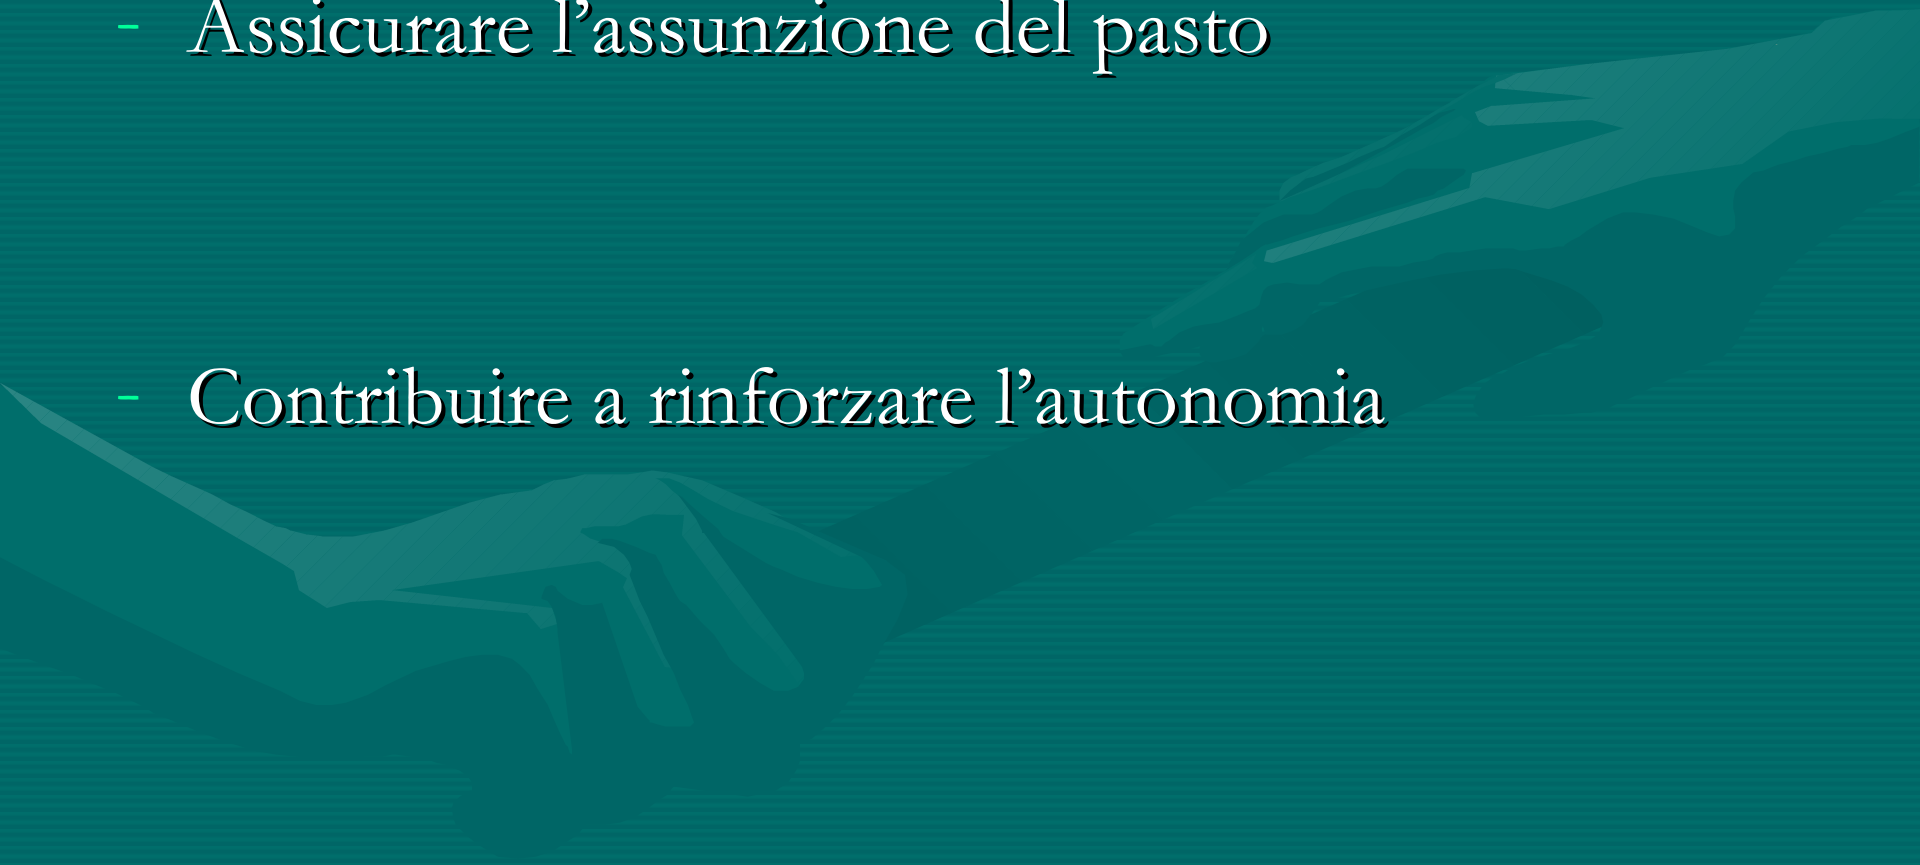 - Assicurare l’assunzione del pasto
- Contribuire a rinforzare l’autonomia